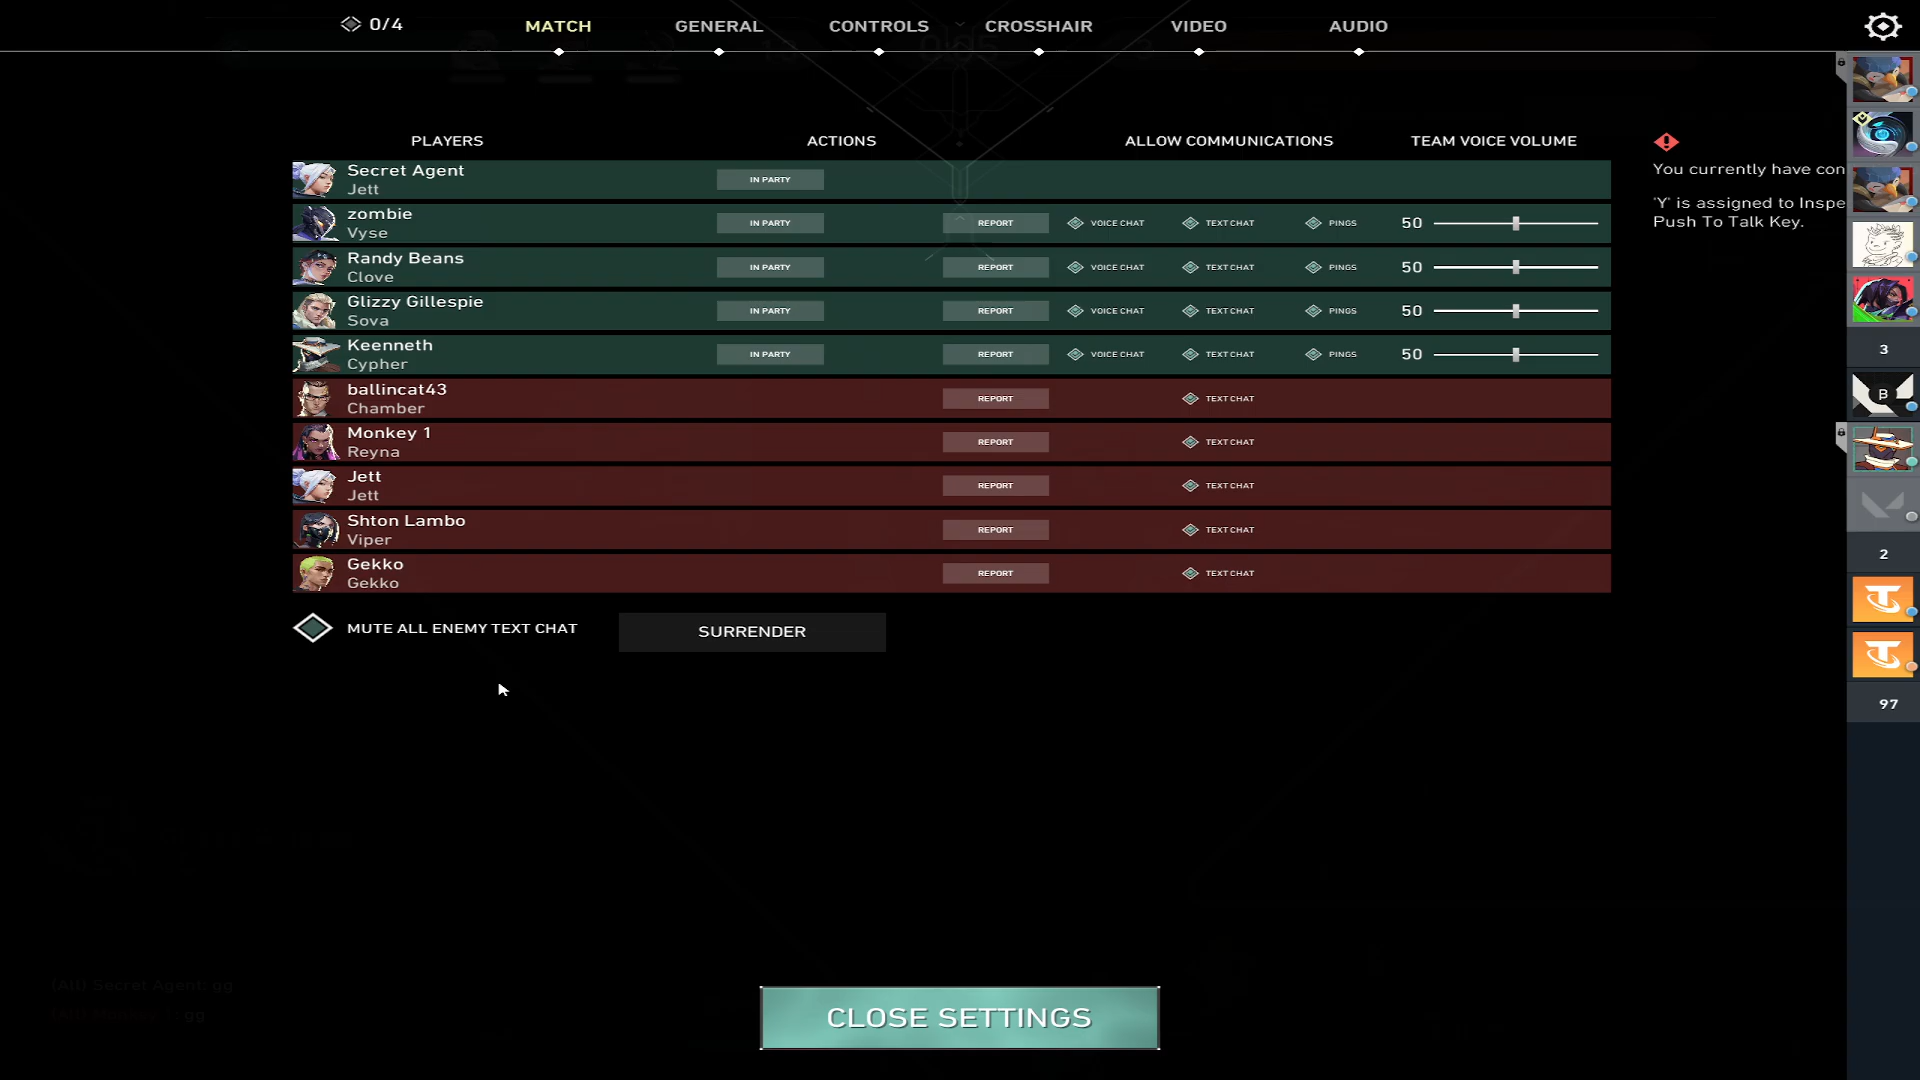 0/4 MATCH GENERAL CONTROLS CROSSHAIR VIDEO AUDIO
PLAYERS ACTIONS ALLOW COMMUNICATIONS TEAM VOICE VOLUME
Secret Agent
Jett
IN PARTY
zombie
Vyse
IN PARTY REPORT VOICE CHAT TEXT CHAT PINGS 50
Randy Beans
Clove
IN PARTY REPORT VOICE CHAT TEXT CHAT PINGS 50
Glizzy Gillespie
Sova
IN PARTY REPORT VOICE CHAT TEXT CHAT PINGS 50
Keenneth
Cypher
IN PARTY REPORT VOICE CHAT TEXT CHAT PINGS 50
ballincat43
Chamber
REPORT TEXT CHAT
Monkey 1
Reyna
REPORT TEXT CHAT
Jett
Jett
REPORT TEXT CHAT
Shton Lambo
Viper
REPORT TEXT CHAT
Gekko
Gekko
REPORT TEXT CHAT
MUTE ALL ENEMY TEXT CHAT SURRENDER
You currently have con
'Y' is assigned to Inspe
Push To Talk Key.
3
2
97
(All) Secret Agent: gg
gg
CLOSE SETTINGS